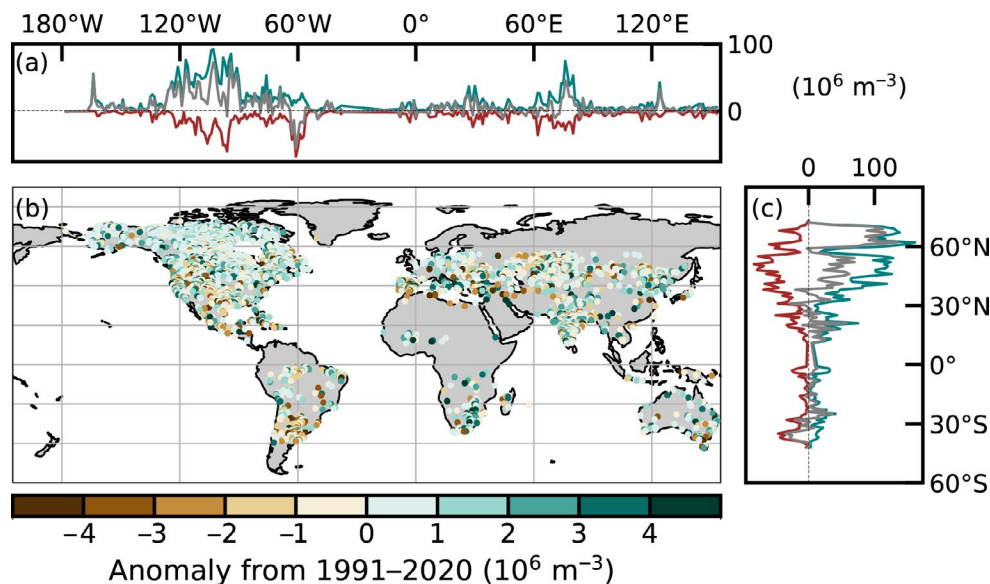 180°W 120°W 60°W 0° 60°E 120°E
(a)
100
0
(10⁶ m⁻³)
(b)
(c)
0 100
60°N
30°N
0°
30°S
60°S
−4 −3 −2 −1 0 1 2 3 4
Anomaly from 1991–2020 (10⁶ m⁻³)